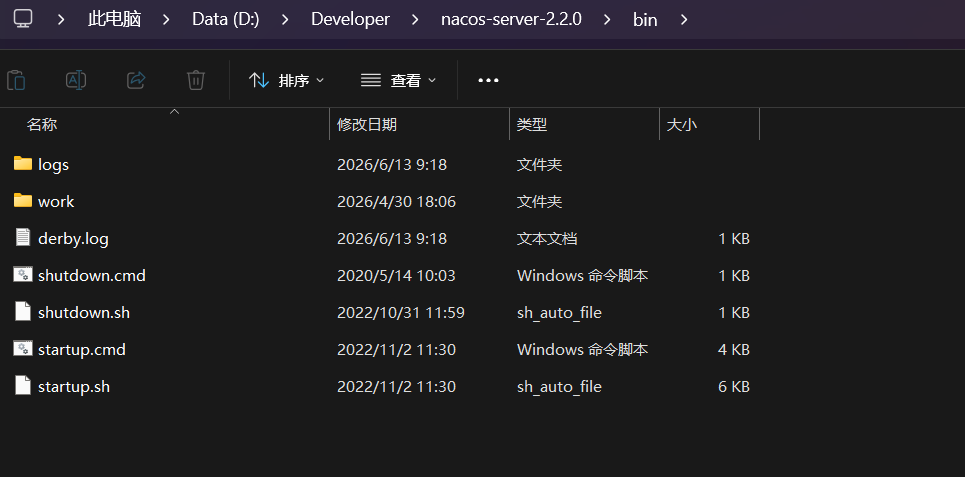 此电脑 > Data (D:) > Developer > nacos-server-2.2.0 > bin >
排序 查看
名称 修改日期 类型 大小
logs 2026/6/13 9:18 文件夹
work 2026/4/30 18:06 文件夹
derby.log 2026/6/13 9:18 文本文档 1 KB
shutdown.cmd 2020/5/14 10:03 Windows 命令脚本 1 KB
shutdown.sh 2022/10/31 11:59 sh_auto_file 1 KB
startup.cmd 2022/11/2 11:30 Windows 命令脚本 4 KB
startup.sh 2022/11/2 11:30 sh_auto_file 6 KB